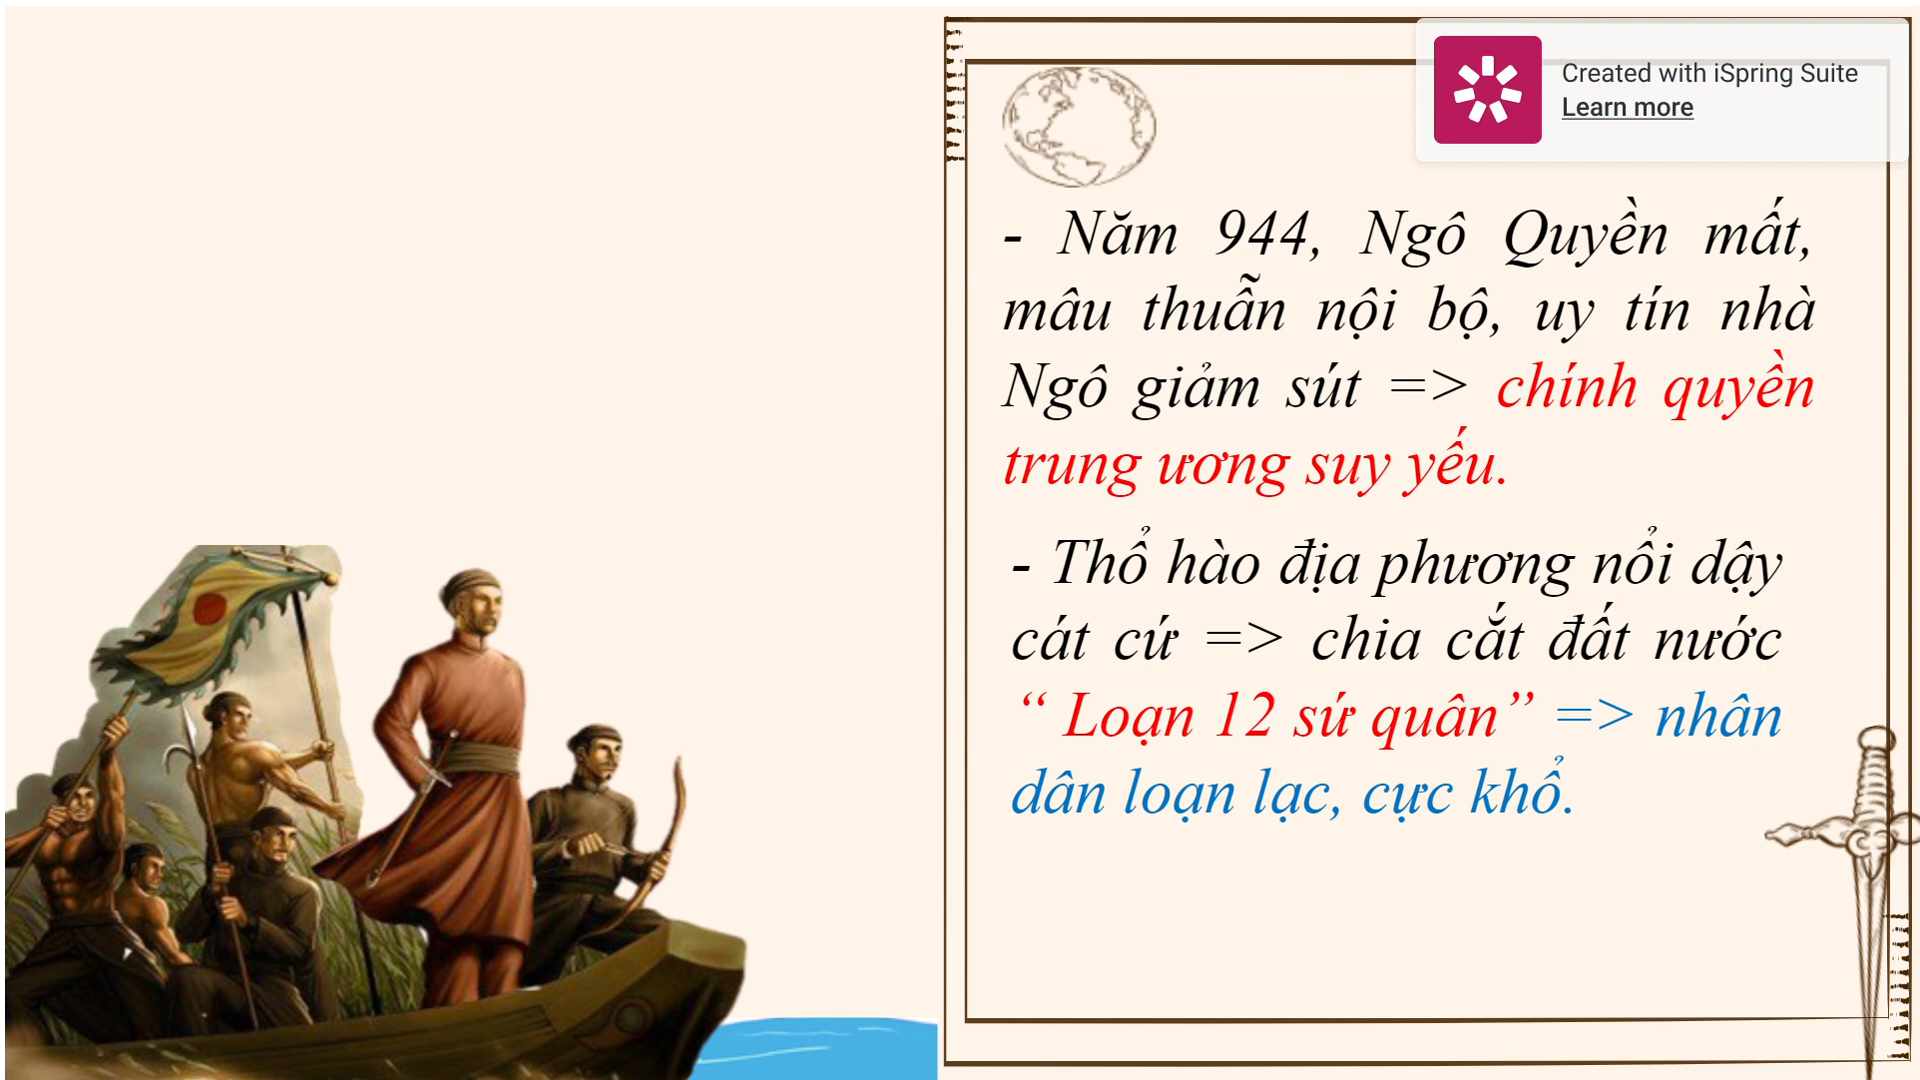 Created with iSpring Suite
Learn more
- Năm 944, Ngô Quyền mất,
mâu thuẫn nội bộ, uy tín nhà
Ngô giảm sút => chính quyền
trung ương suy yếu.
- Thổ hào địa phương nổi dậy
cát cứ => chia cắt đất nước
“ Loạn 12 sứ quân” => nhân
dân loạn lạc, cực khổ.